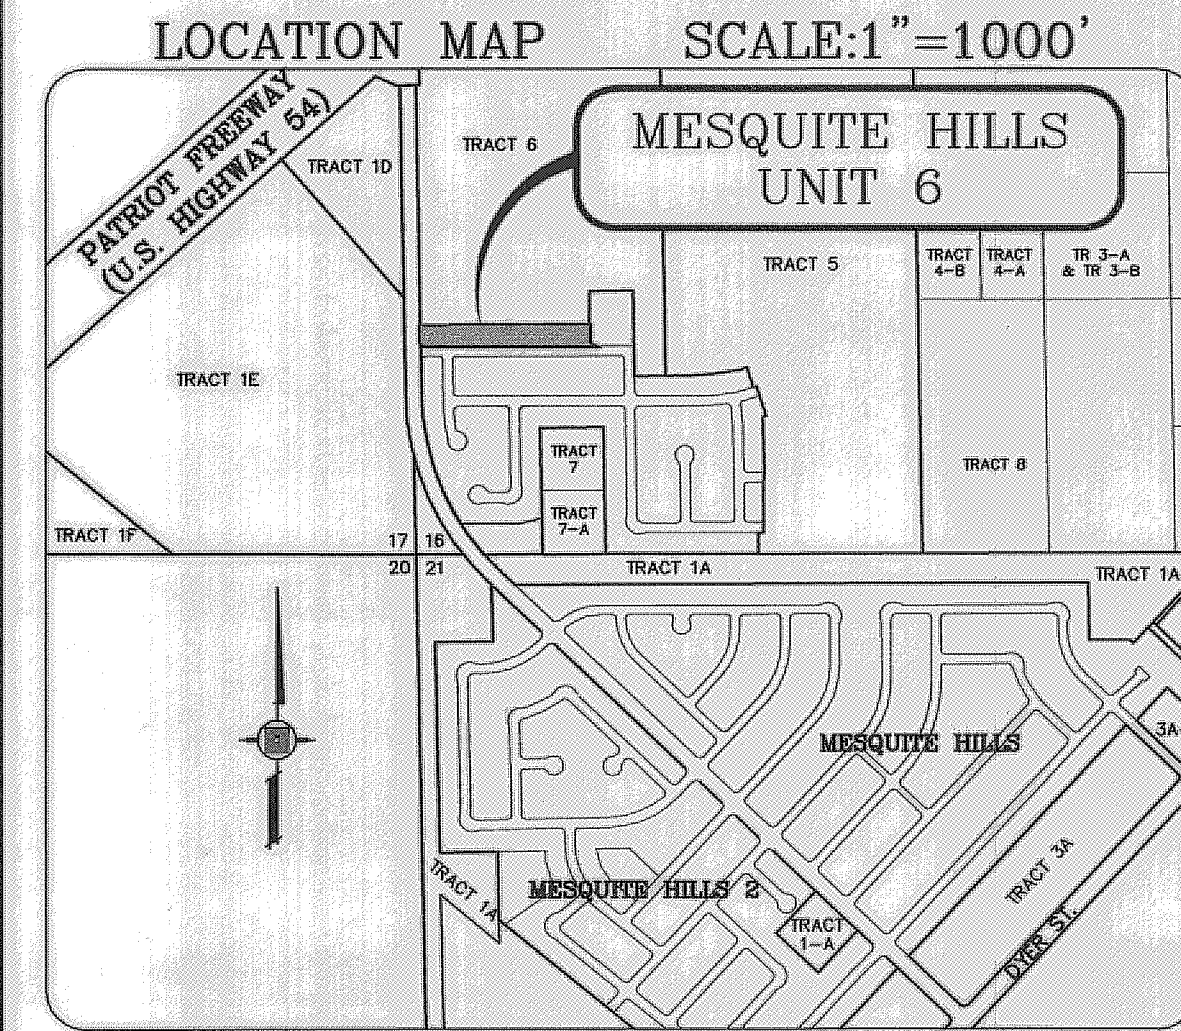 LOCATION MAP SCALE:1"=1000'
PATRIOT FREEWAY
(U.S. HIGHWAY 54)
TRACT 1D
TRACT 6
MESQUITE HILLS
UNIT 6
TRACT 5
TRACT
4-B
TRACT
4-A
TR 3-A
& TR 3-B
TRACT 1E
TRACT
7
TRACT
7-A
TRACT 8
TRACT 1F
17 16
20 21
TRACT 1A
TRACT 1A
MESQUITE HILLS
3A
TRACT 1A
MESQUITE HILLS 2
TRACT
1-A
TRACT 3A
DYER ST.